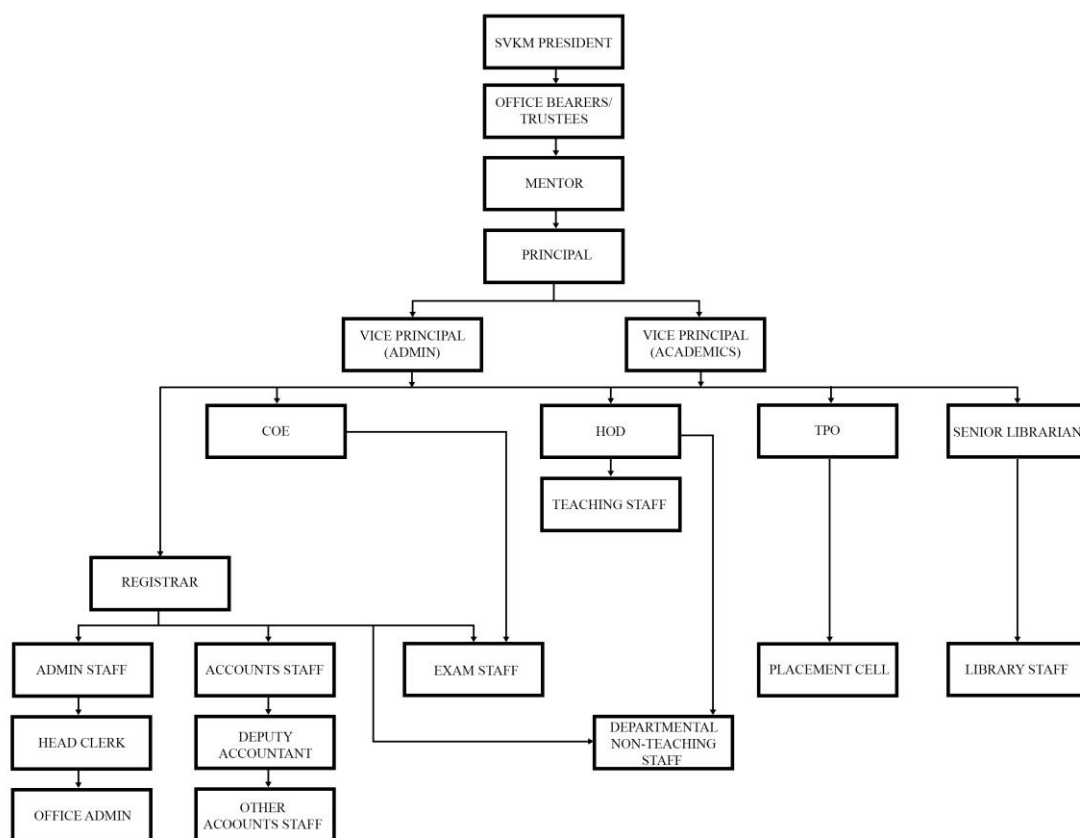 SVKM PRESIDENT
OFFICE BEARERS/
TRUSTEES
MENTOR
PRINCIPAL
VICE PRINCIPAL
(ADMIN)
VICE PRINCIPAL
(ACADEMICS)
COE
HOD
TPO
SENIOR LIBRARIAN
TEACHING STAFF
REGISTRAR
ADMIN STAFF
ACCOUNTS STAFF
EXAM STAFF
PLACEMENT CELL
LIBRARY STAFF
HEAD CLERK
DEPUTY
ACCOUNTANT
DEPARTMENTAL
NON-TEACHING
STAFF
OFFICE ADMIN
OTHER
ACOOUNTS STAFF